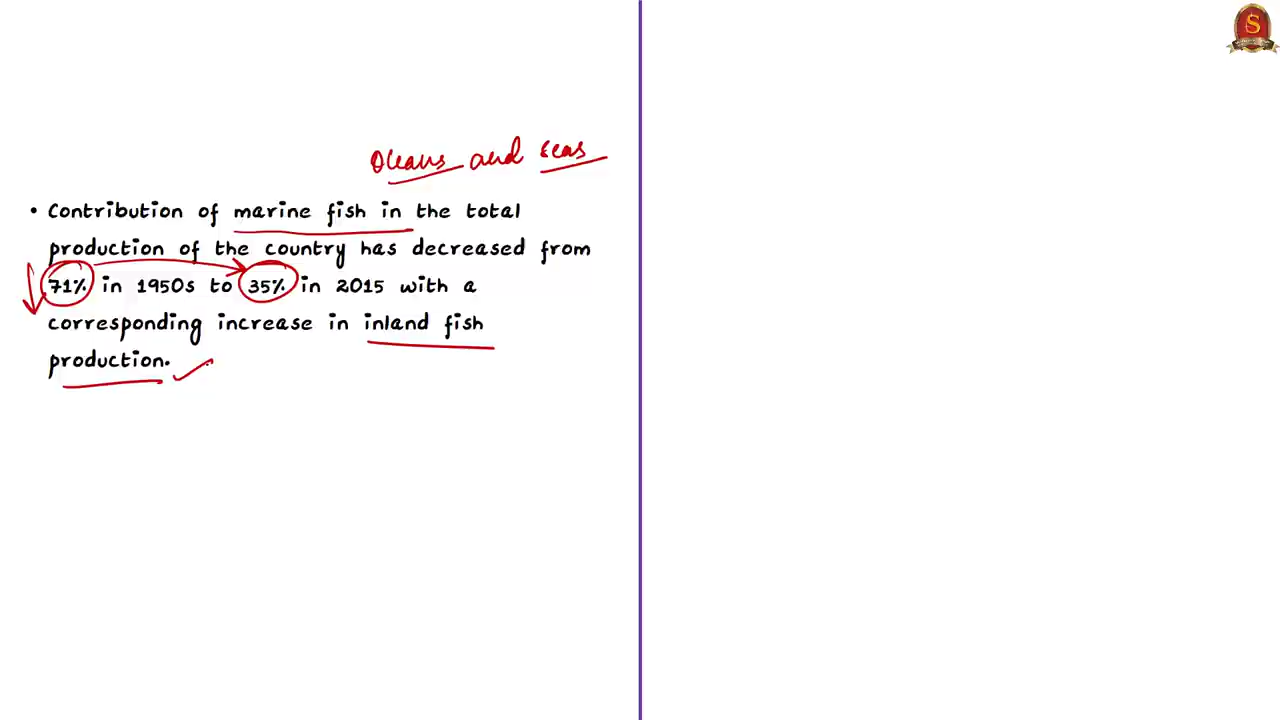 Oceans and seas
• Contribution of marine fish in the total
production of the country has decreased from
71% in 1950s to 35% in 2015 with a
corresponding increase in inland fish
production.
S